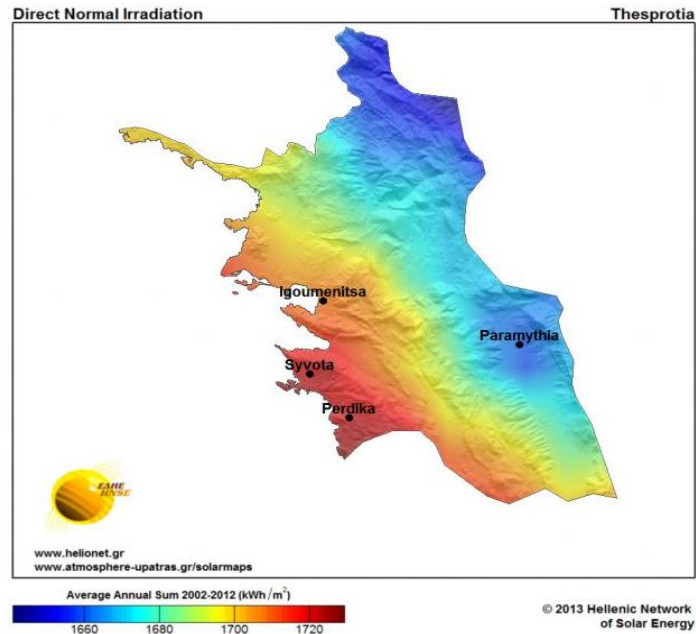 Direct Normal Irradiation
Thesprotia
Igoumenitsa
Paramythia
Syvota
Perdika
ΕΔΗΕ
HNSE
www.helionet.gr
www.atmosphere-upatras.gr/solarmaps
Average Annual Sum 2002-2012 (kWh/m²)
1660 1680 1700 1720
© 2013 Hellenic Network
of Solar Energy